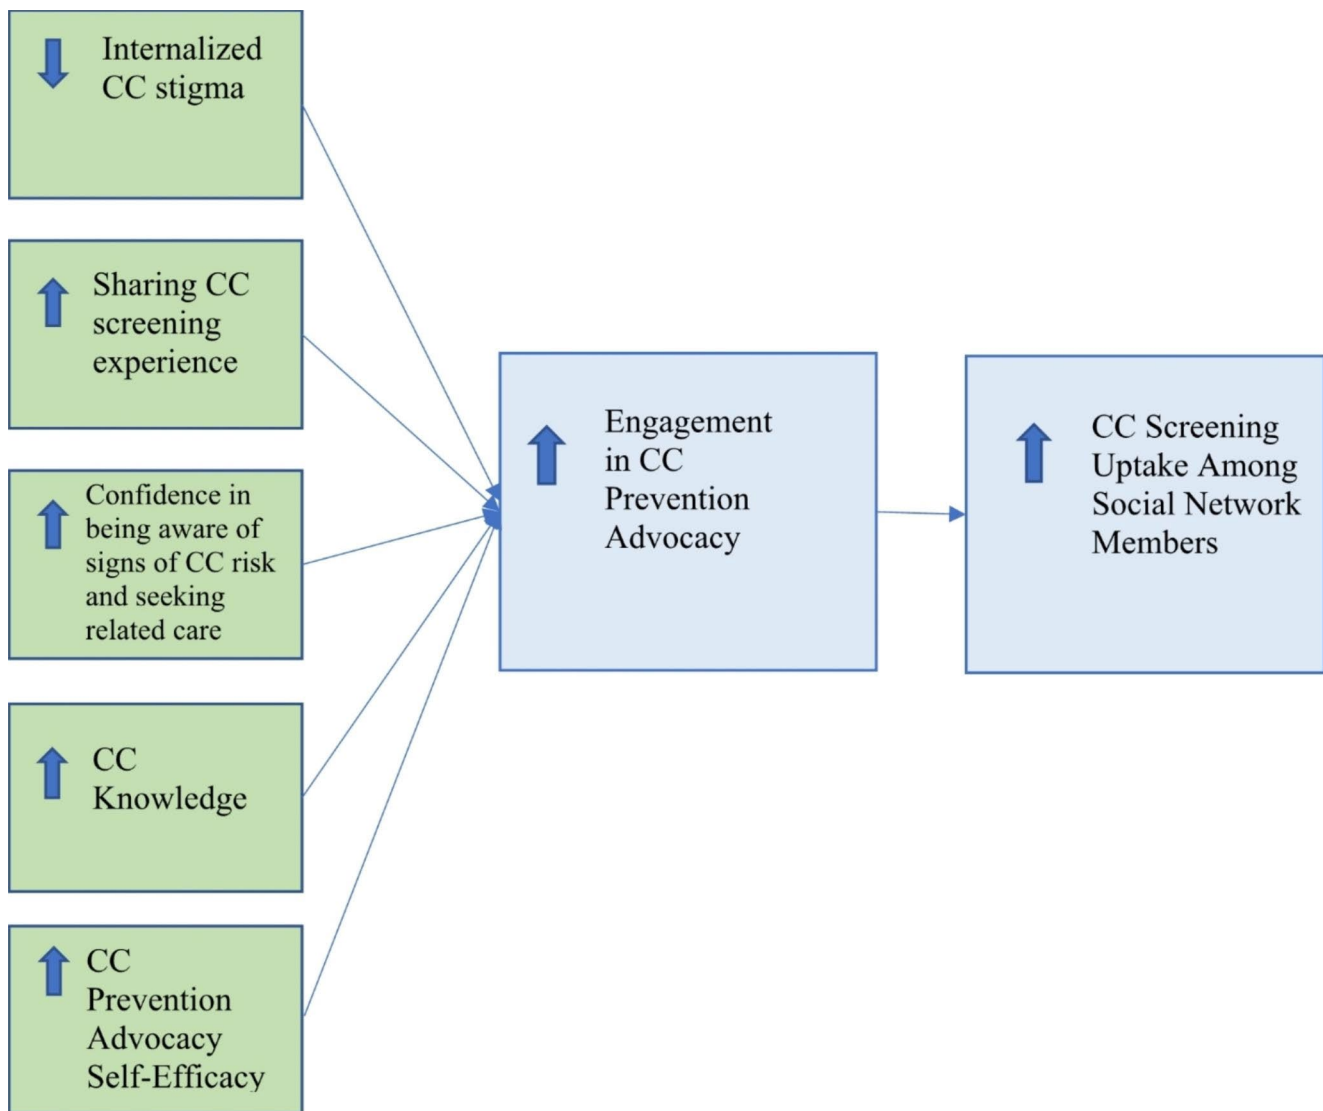 Internalized
CC stigma
Sharing CC
screening
experience
Confidence in
being aware of
signs of CC risk
and seeking
related care
CC
Knowledge
CC
Prevention
Advocacy
Self-Efficacy
Engagement
in CC
Prevention
Advocacy
CC Screening
Uptake Among
Social Network
Members